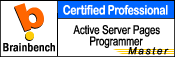 b!
Brainbench
Certified Professional
Active Server Pages
Programmer
Master